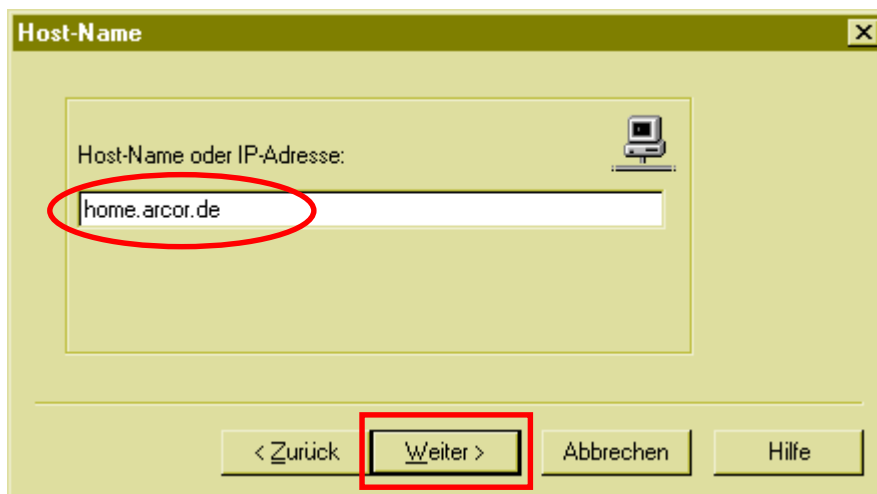 Host-Name
Host-Name oder IP-Adresse:
home.arcor.de
< Zurück Weiter > Abbrechen Hilfe